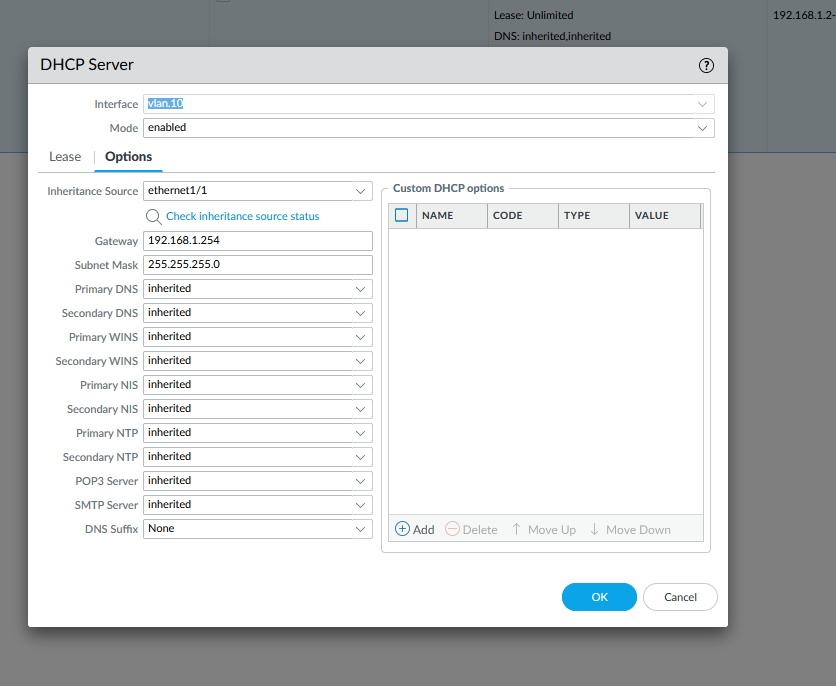 Lease: Unlimited
192.168.1.2-
DNS: inherited,inherited
DHCP Server
?
Interface vlan.10
Mode enabled
Lease Options
Inheritance Source ethernet1/1
Check inheritance source status
Gateway 192.168.1.254
Subnet Mask 255.255.255.0
Primary DNS inherited
Secondary DNS inherited
Primary WINS inherited
Secondary WINS inherited
Primary NIS inherited
Secondary NIS inherited
Primary NTP inherited
Secondary NTP inherited
POP3 Server inherited
SMTP Server inherited
DNS Suffix None
Custom DHCP options
NAME CODE TYPE VALUE
Add Delete Move Up Move Down
OK Cancel